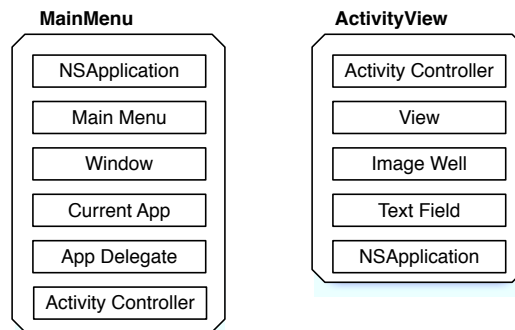 MainMenu
NSApplication
Main Menu
Window
Current App
App Delegate
Activity Controller
ActivityView
Activity Controller
View
Image Well
Text Field
NSApplication